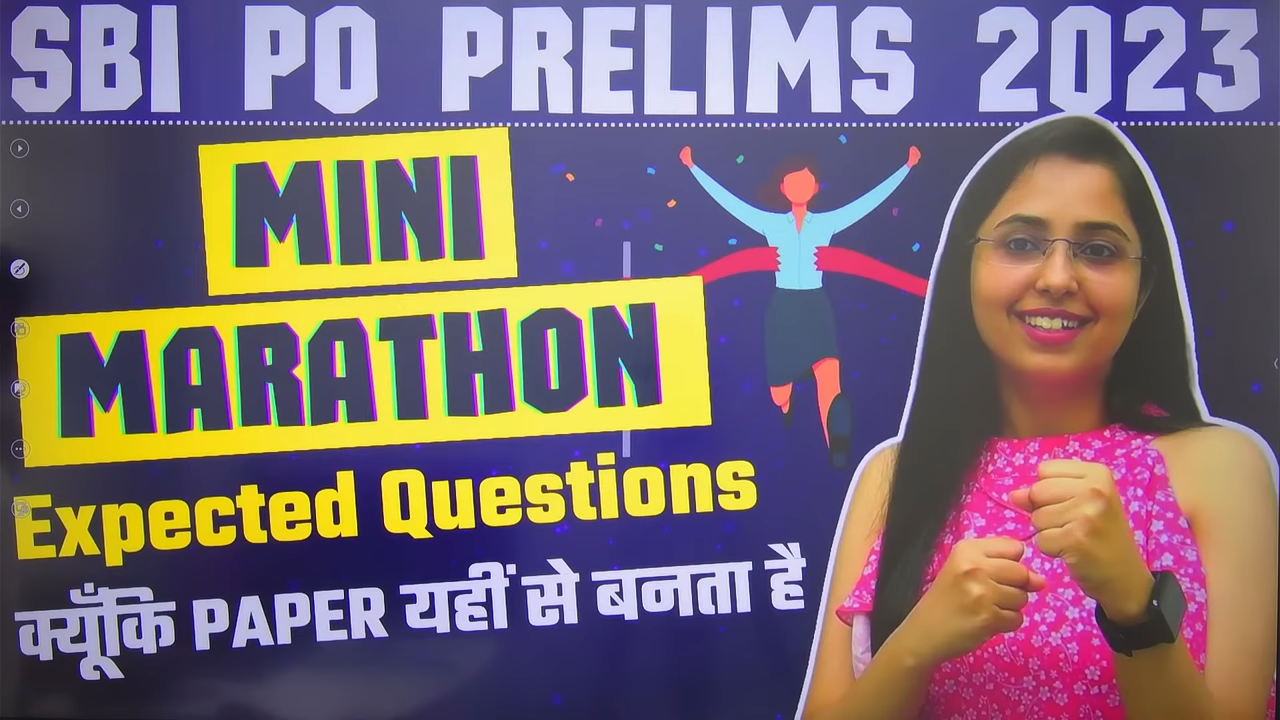 SBI PO PRELIMS 2023
MINI
MARATHON
Expected Questions
क्यूँकि PAPER यहीं से बनता है